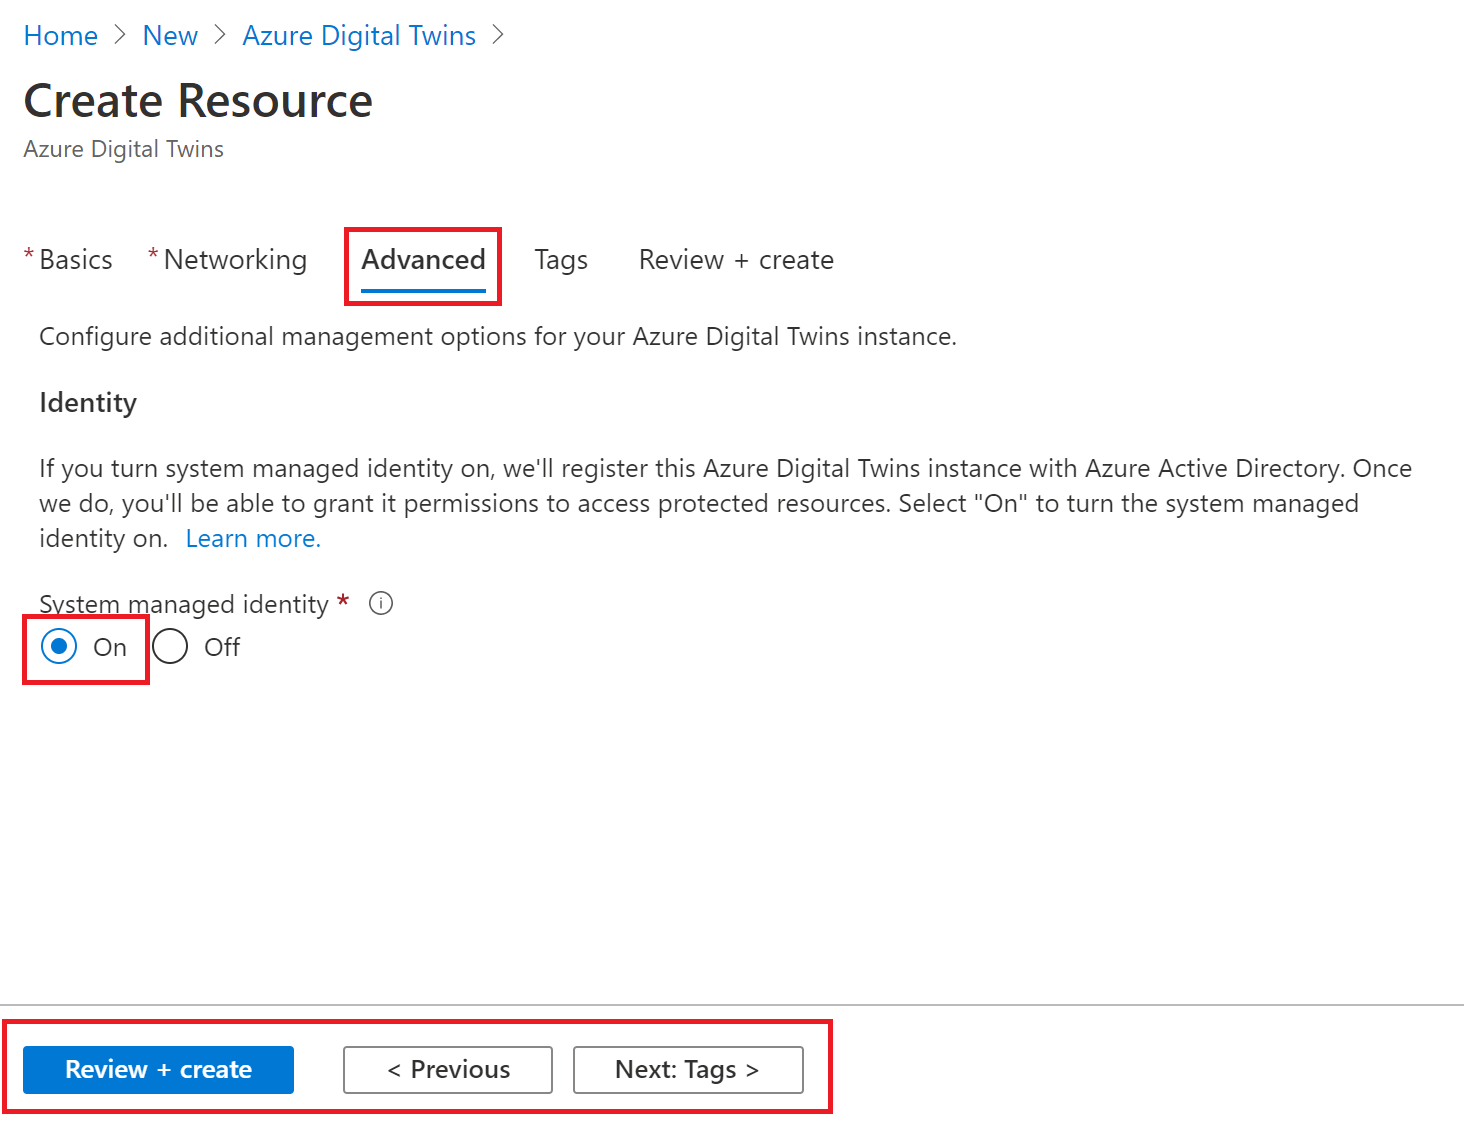 Home > New > Azure Digital Twins >
Create Resource
Azure Digital Twins
* Basics * Networking Advanced Tags Review + create
Configure additional management options for your Azure Digital Twins instance.
Identity
If you turn system managed identity on, we'll register this Azure Digital Twins instance with Azure Active Directory. Once
we do, you'll be able to grant it permissions to access protected resources. Select "On" to turn the system managed
identity on. Learn more.
System managed identity *
On Off
Review + create < Previous Next: Tags >